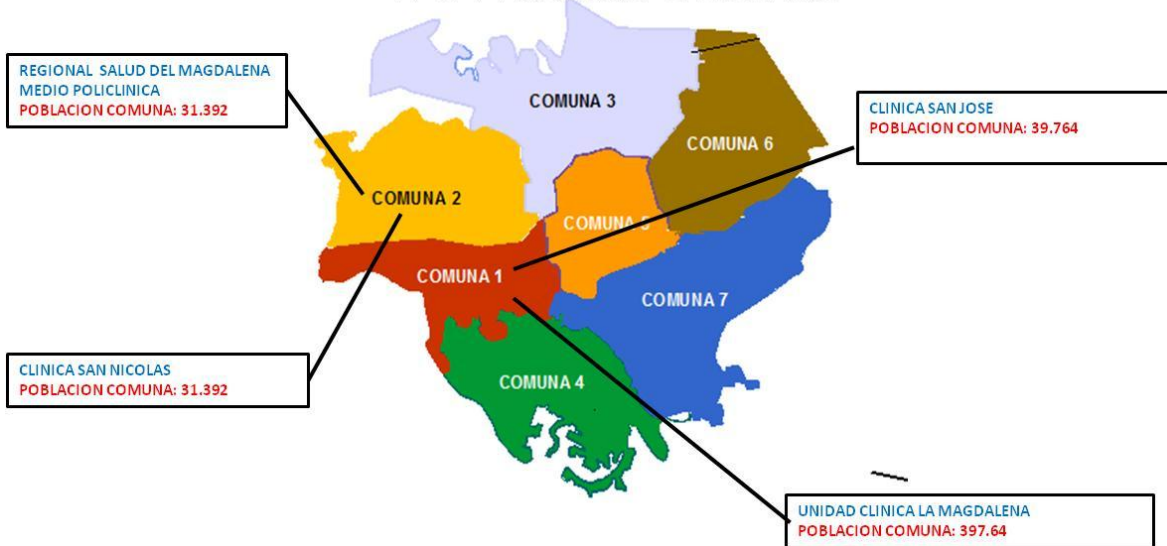 REGIONAL SALUD DEL MAGDALENA
MEDIO POLICLINICA
POBLACION COMUNA: 31.392
COMUNA 3
CLINICA SAN JOSE
POBLACION COMUNA: 39.764
COMUNA 6
COMUNA 2
COMUNA 5
COMUNA 1
COMUNA 7
CLINICA SAN NICOLAS
POBLACION COMUNA: 31.392
COMUNA 4
UNIDAD CLINICA LA MAGDALENA
POBLACION COMUNA: 397.64